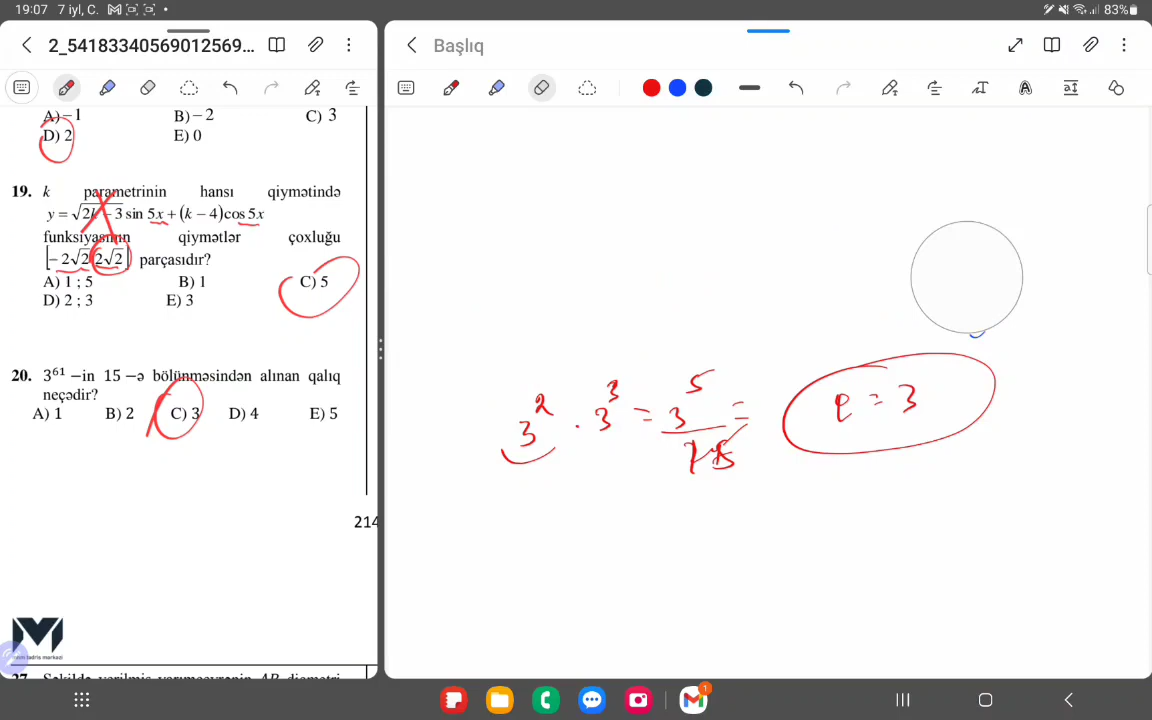 19:07 7 iyl, C.
83%
2_54183340569012569...
Başlıq
A) −1 B) − 2 C) 3
D) 2 E) 0
19. k parametrinin hansı qiymətində
y = √2k − 3 sin 5x + (k − 4) cos 5x
funksiyasının qiymətlər çoxluğu
[− 2√2 2√2] parçasıdır?
A) 1 ; 5 B) 1 C) 5
D) 2 ; 3 E) 3
20. 3⁶¹ −in 15 −ə bölünməsindən alınan qalıq
neçədir?
A) 1 B) 2 C) 3 D) 4 E) 5
214
3² · 3³ = 3⁵/15 = r = 3